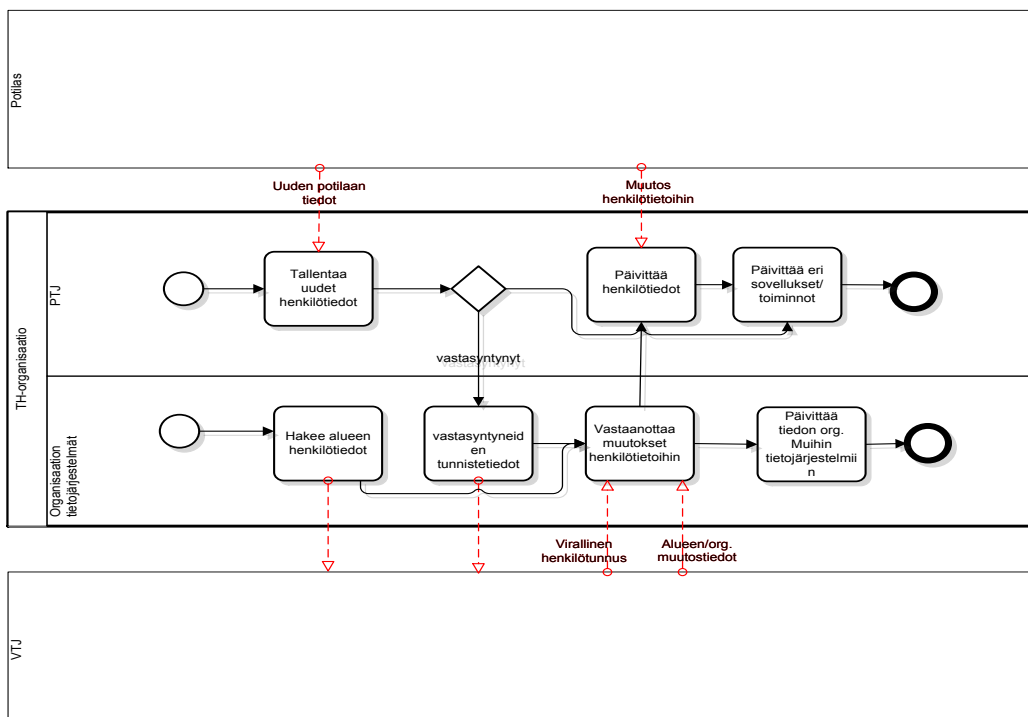 Potilas
Uuden potilaan
tiedot
Muutos
henkilötietoihin
TH-organisaatio
PTJ
Tallentaa
uudet
henkilötiedot
Päivittää
henkilötiedot
Päivittää eri
sovellukset/
toiminnot
vastasyntynyt
Organisaation
tietojärjestelmät
Hakee alueen
henkilötiedot
vastasyntyneid
en
tunnistetiedot
Vastaanottaa
muutokset
henkilötietoihin
Päivittää
tiedon org.
Muihin
tietojärjestelmii
n
Virallinen
henkilötunnus
Alueen/org.
muutostiedot
VTJ